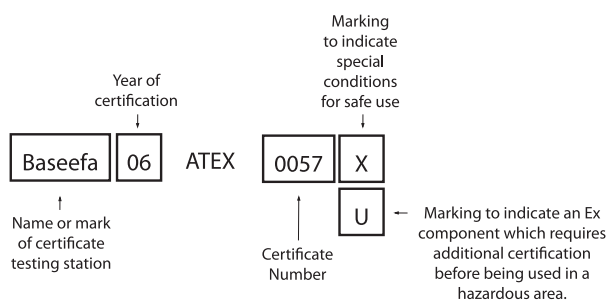 Marking
to indicate
special
conditions
for safe use
Year of
certification
Baseefa 06 ATEX 0057 X
U
Name or mark
of certificate
testing station
Certificate
Number
Marking to indicate an Ex
component which requires
additional certification
before being used in a
hazardous area.